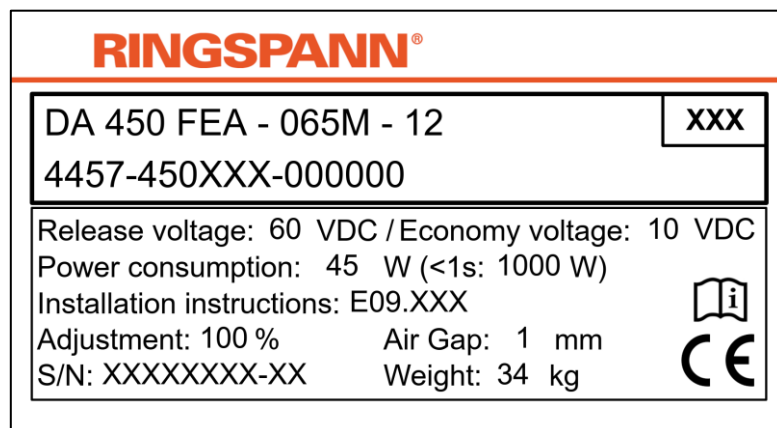 RINGSPANN®
DA 450 FEA - 065M - 12
XXX
4457-450XXX-000000
Release voltage: 60 VDC / Economy voltage: 10 VDC
Power consumption: 45 W (<1s: 1000 W)
Installation instructions: E09.XXX
Adjustment: 100 % Air Gap: 1 mm
S/N: XXXXXXXX-XX Weight: 34 kg
i
CE